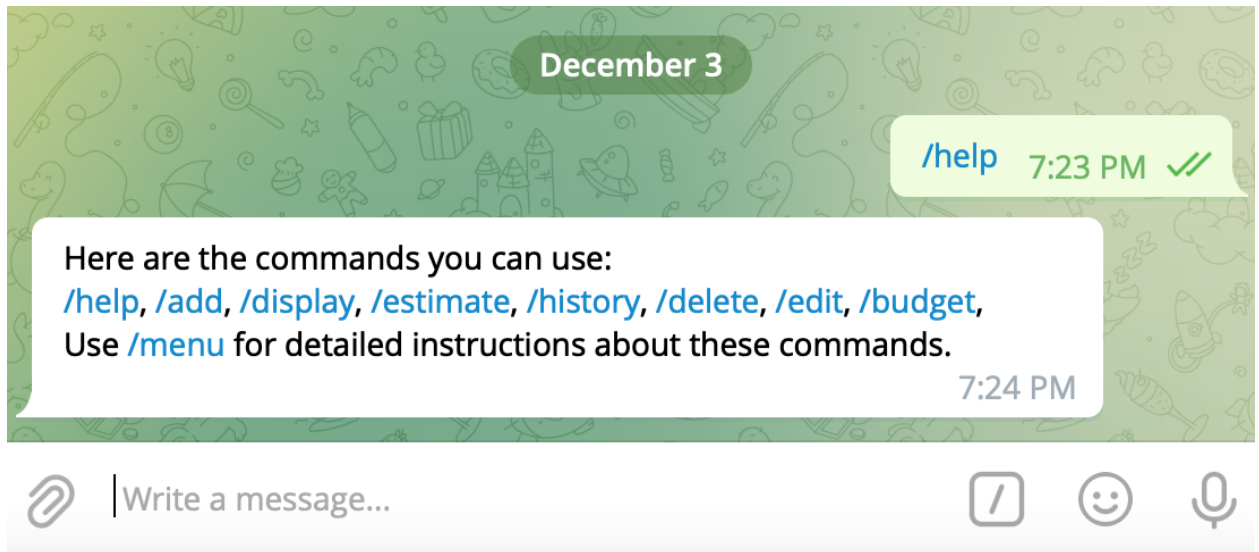 December 3
/help 7:23 PM
Here are the commands you can use:
/help, /add, /display, /estimate, /history, /delete, /edit, /budget,
Use /menu for detailed instructions about these commands.
7:24 PM
Write a message...